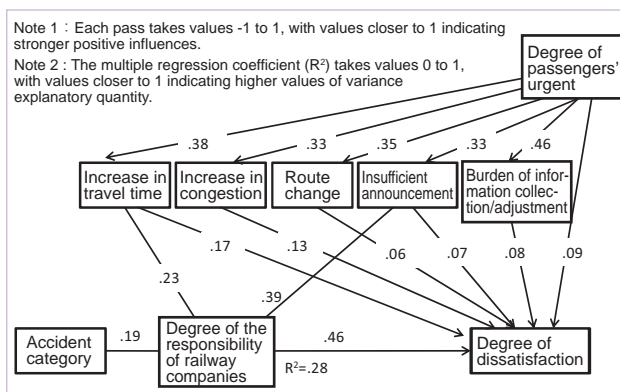 Note 1 : Each pass takes values -1 to 1, with values closer to 1 indicating
stronger positive influences.
Note 2 : The multiple regression coefficient (R²) takes values 0 to 1,
with values closer to 1 indicating higher values of variance
explanatory quantity.
Degree of
passengers'
urgent
.38
.33
.35
.33
.46
Increase in
travel time
Increase in
congestion
Route
change
Insufficient
announcement
Burden of infor-
mation collection
/adjustment
.17
.13
.06
.07
.08
.09
.23
.39
Accident
category
.19
Degree of the
responsibility
of railway
companies
.46
R²=.28
Degree of
dissatisfaction